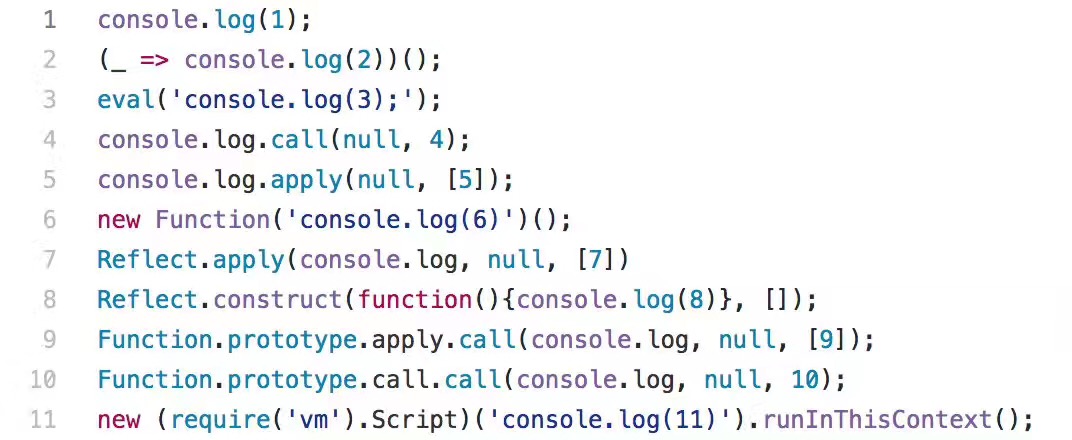 1 console.log(1);
2 (_ => console.log(2))();
3 eval('console.log(3);');
4 console.log.call(null, 4);
5 console.log.apply(null, [5]);
6 new Function('console.log(6)')();
7 Reflect.apply(console.log, null, [7])
8 Reflect.construct(function(){console.log(8)}, []);
9 Function.prototype.apply.call(console.log, null, [9]);
10 Function.prototype.call.call(console.log, null, 10);
11 new (require('vm').Script)('console.log(11)').runInThisContext();